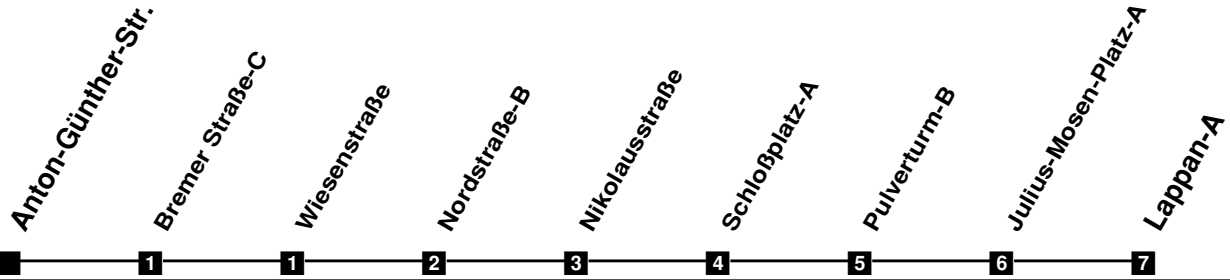 Anton-Günther-Str.
Bremer Straße-C
Wiesenstraße
Nordstraße-B
Nikolausstraße
Schloßplatz-A
Pulverturm-B
Julius-Mosen-Platz-A
Lappan-A
1 1 2 3 4 5 6 7